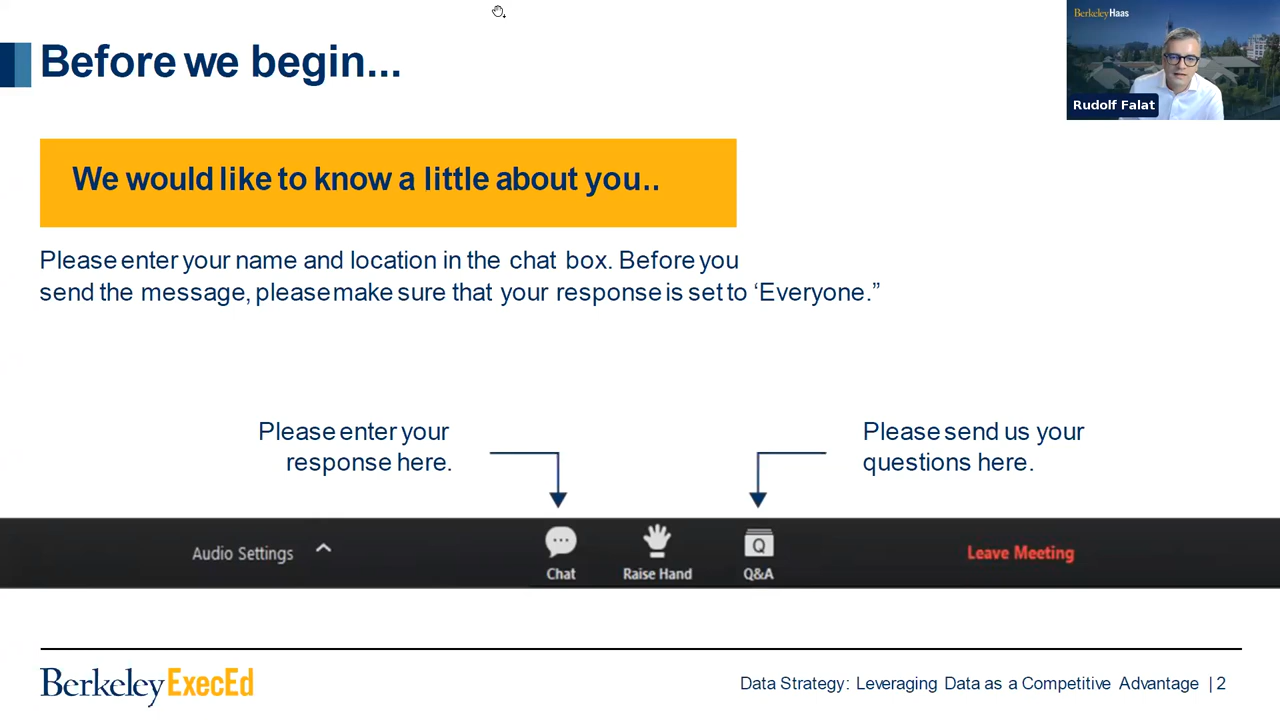 Before we begin...
BerkeleyHaas
Rudolf Falat
We would like to know a little about you..
Please enter your name and location in the chat box. Before you
send the message, please make sure that your response is set to ‘Everyone.”
Please enter your
response here.
Please send us your
questions here.
Audio Settings
Chat
Raise Hand
Q
Q&A
Leave Meeting
Berkeley ExecEd
Data Strategy: Leveraging Data as a Competitive Advantage | 2